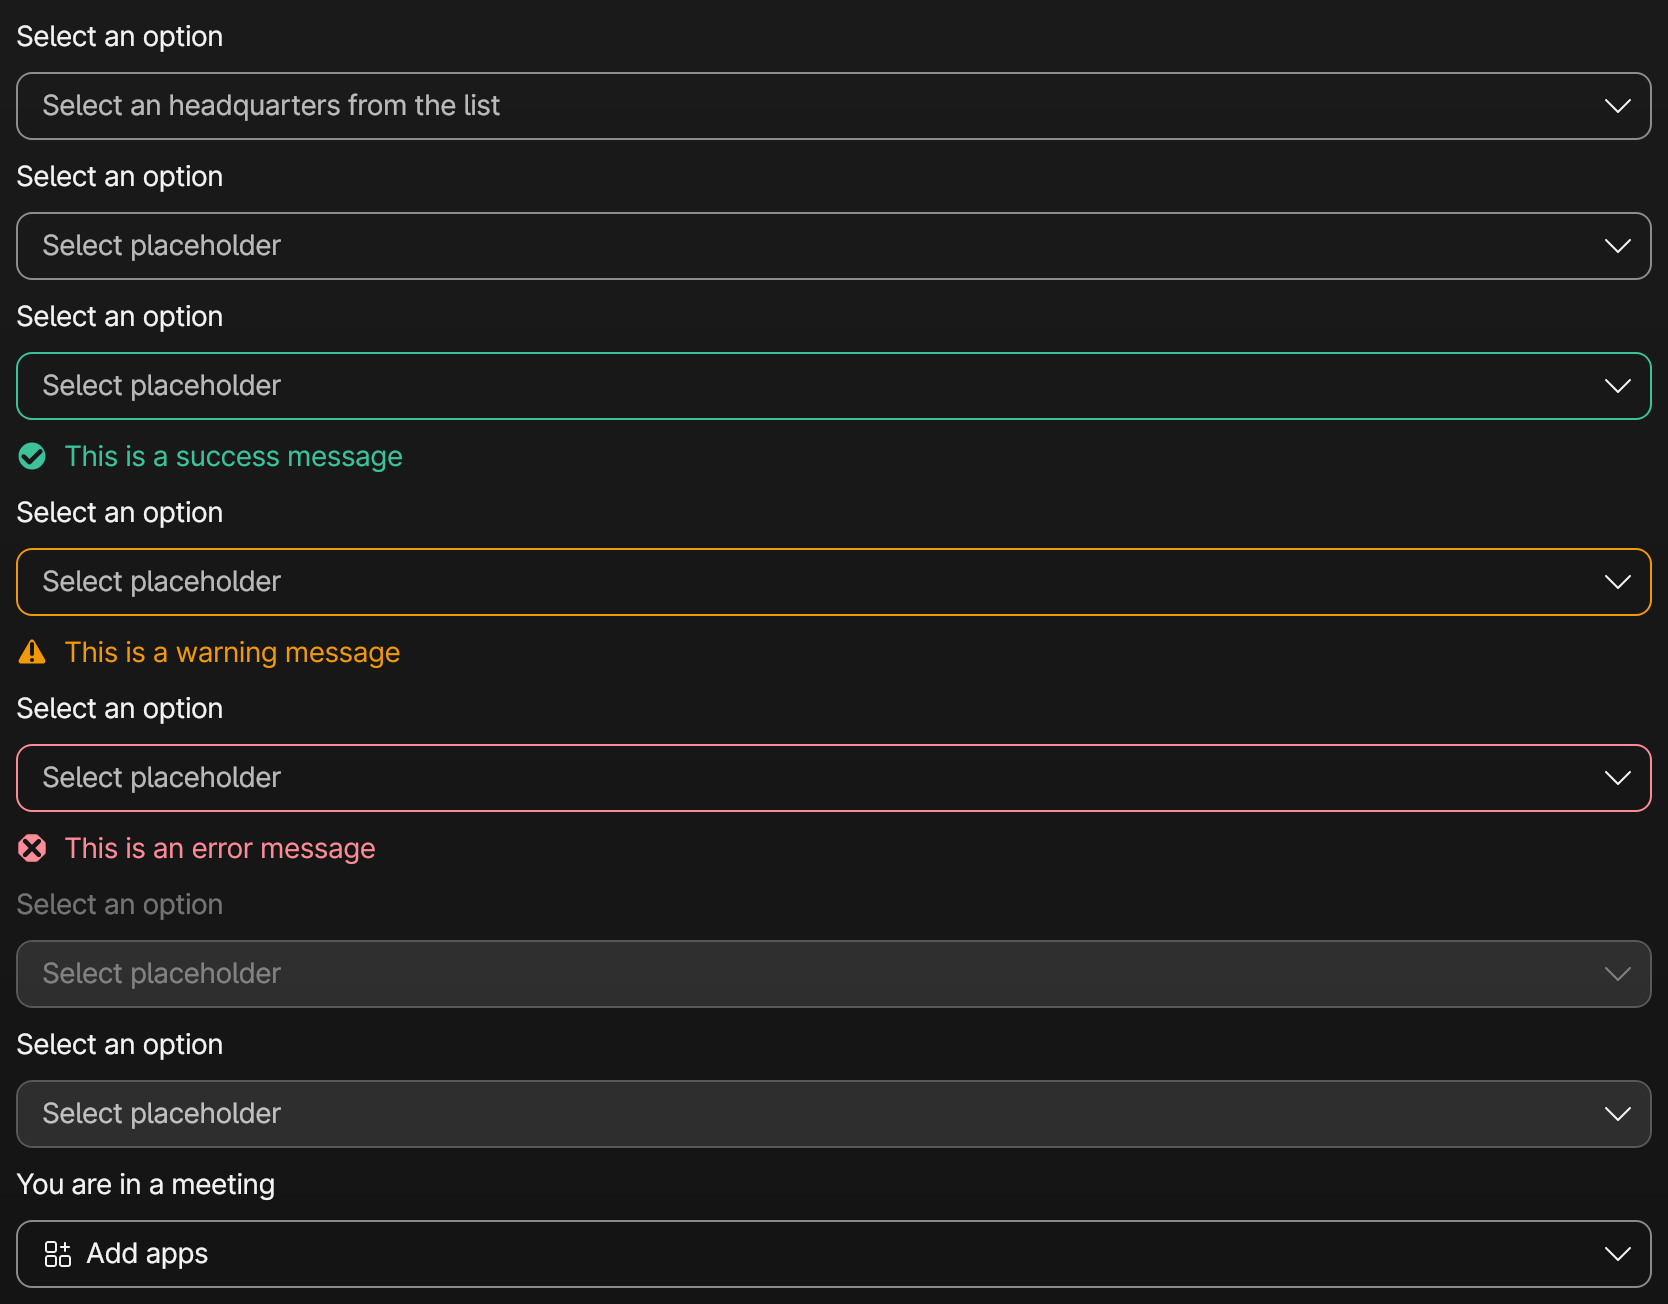 Select an option
Select an headquarters from the list
Select an option
Select placeholder
Select an option
Select placeholder
This is a success message
Select an option
Select placeholder
This is a warning message
Select an option
Select placeholder
This is an error message
Select an option
Select placeholder
Select an option
Select placeholder
You are in a meeting
Add apps